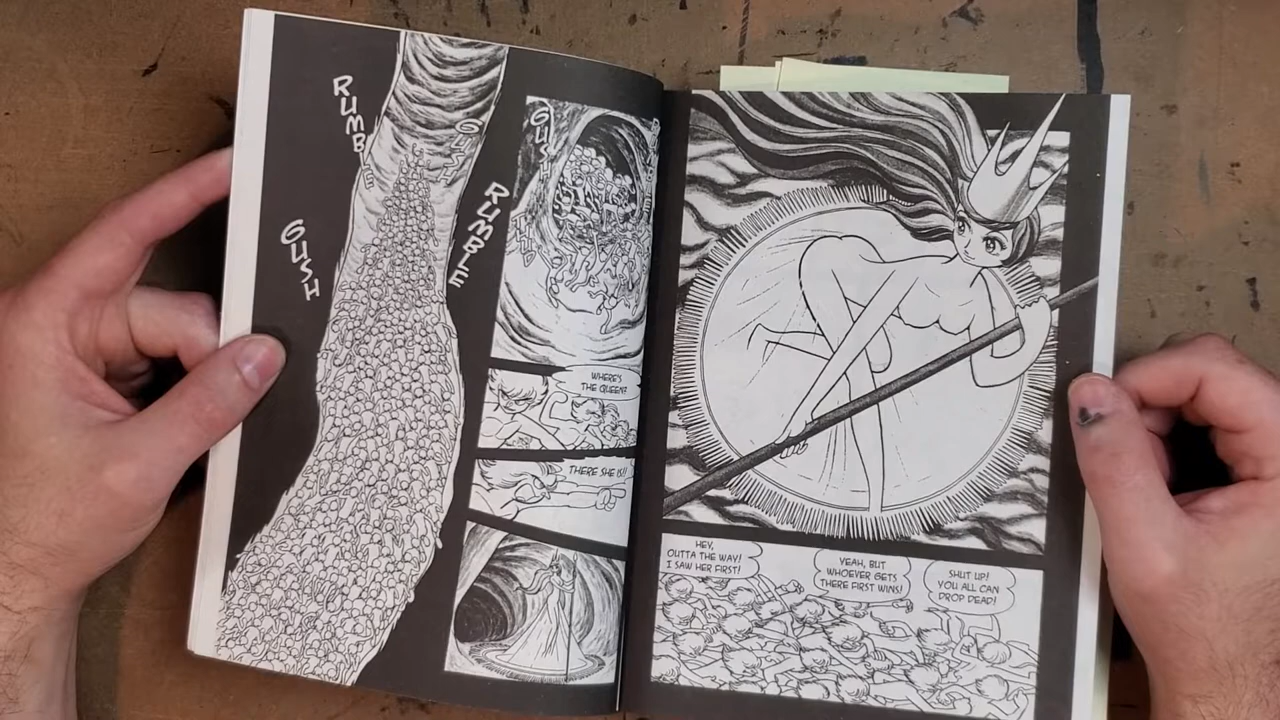 RUMBLE
GUSH
GUSH
RUMBLE
WHERE'S
THE QUEEN?
THERE SHE IS!!
HEY,
OUTTA THE WAY!
I SAW HER FIRST!
YEAH, BUT
WHOEVER GETS
THERE FIRST WINS!
SHUT UP!
YOU ALL CAN
DROP DEAD!